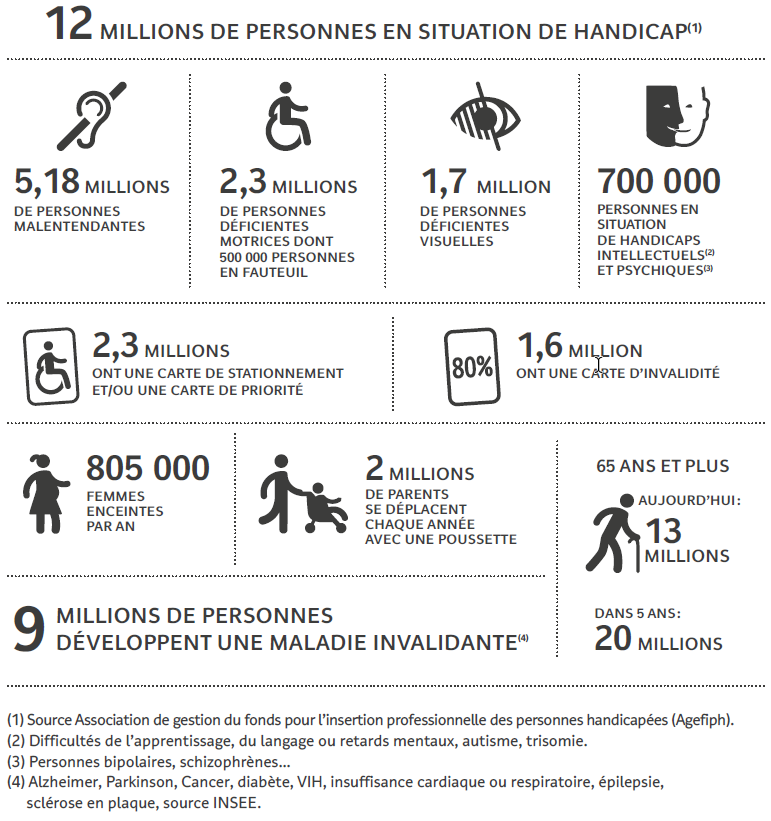 12 MILLIONS DE PERSONNES EN SITUATION DE HANDICAP(1)
5,18 MILLIONS
DE PERSONNES
MALENTENDANTES
2,3 MILLIONS
DE PERSONNES
DÉFICIENTES
MOTRICES DONT
500 000 PERSONNES
EN FAUTEUIL
1,7 MILLION
DE PERSONNES
DÉFICIENTES
VISUELLES
700 000
PERSONNES EN
SITUATION
DE HANDICAPS
INTELLECTUELS(2)
ET PSYCHIQUES(3)
2,3 MILLIONS
ONT UNE CARTE DE STATIONNEMENT
ET/OU UNE CARTE DE PRIORITÉ
80%
1,6 MILLION
ONT UNE CARTE D'INVALIDITÉ
805 000
FEMMES
ENCEINTES
PAR AN
2 MILLIONS
DE PARENTS
SE DÉPLACENT
CHAQUE ANNÉE
AVEC UNE POUSSETTE
65 ANS ET PLUS
AUJOURD'HUI:
13
MILLIONS
DANS 5 ANS:
20 MILLIONS
9 MILLIONS DE PERSONNES
DÉVELOPPENT UNE MALADIE INVALIDANTE(4)
(1) Source Association de gestion du fonds pour l'insertion professionelle des personnes handicapées (Agefiph).
(2) Difficultés de l'apprentissage, du langage ou retards mentaux, autisme, trisomie.
(3) Personnes bipolaires, schizophrènes...
(4) Alzheimer, Parkinson, Cancer, diabète, VIH, insuffisance cardiaque ou respiratoire, épilepsie,
sclérose en plaque, source INSEE.